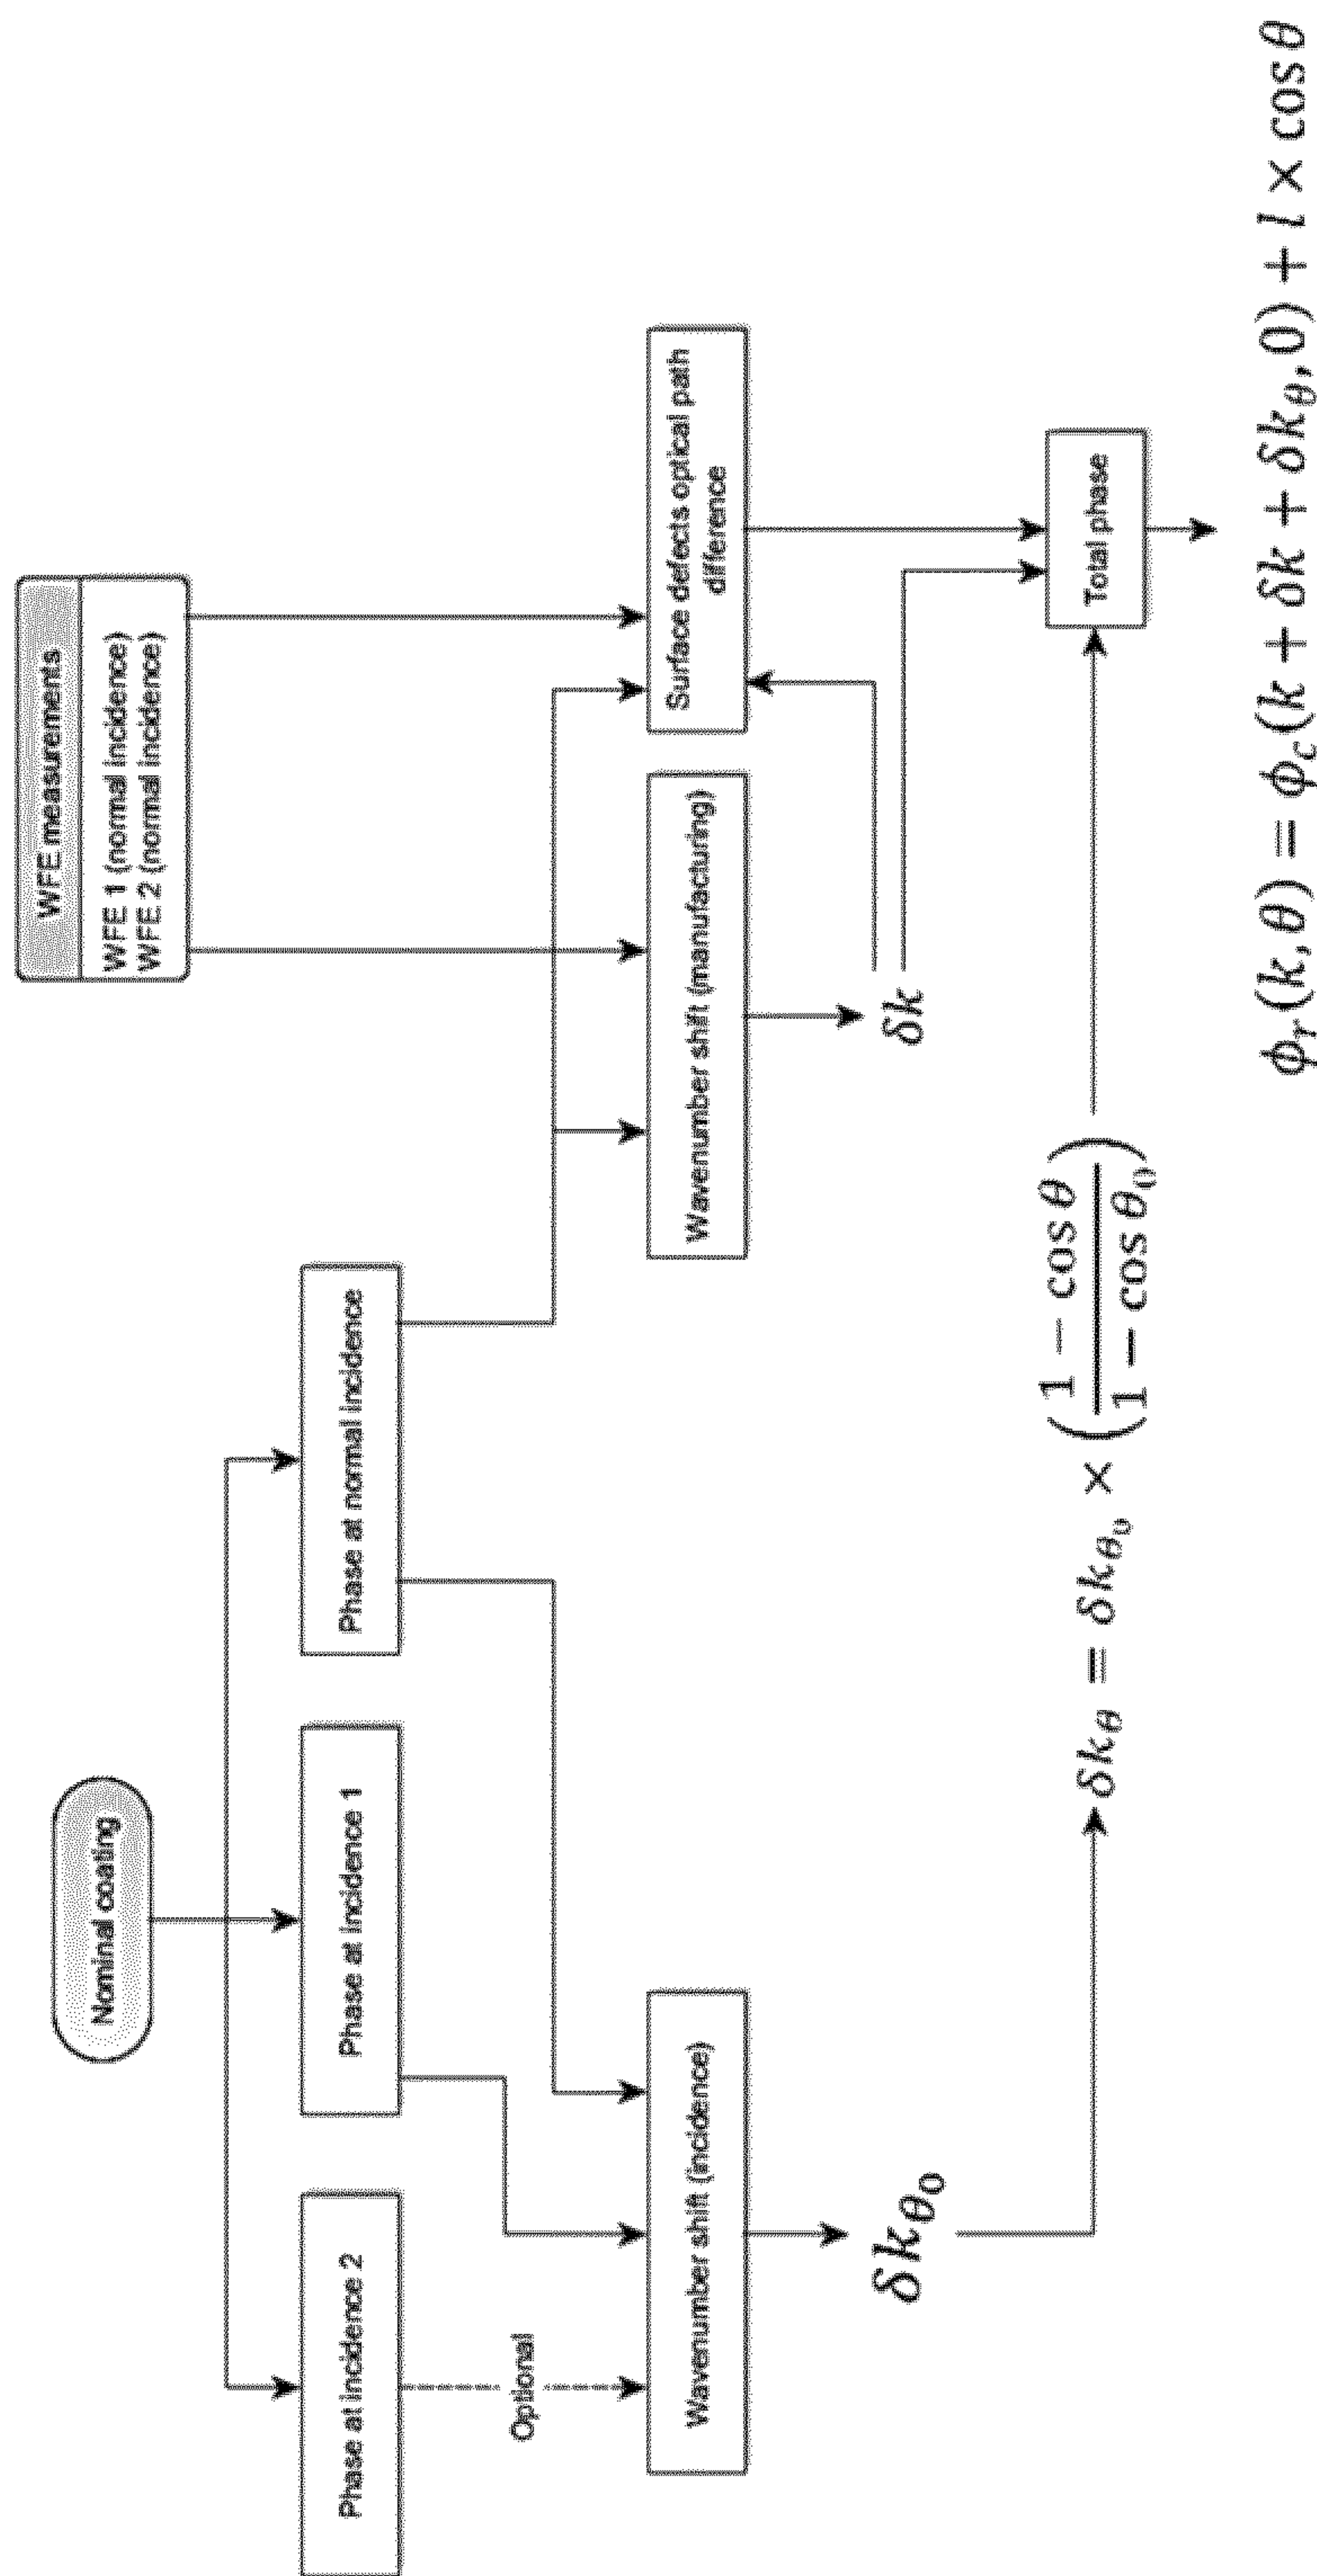 Nominal coating
WFE measurements
WFE 1 (normal incidence)
WFE 2 (normal incidence)
Phase at incidence 2
Phase at incidence 1
Phase at normal incidence
Optional
Wavenumber shift (incidence)
Wavenumber shift (manufacturing)
Surface defects optical path
difference
δk_{θ_0}
δk
δk_θ = δk_{θ_0} × ((1 − cos θ)/(1 − cos θ_0))
Total phase
ϕ_r(k, θ) = ϕ_c(k + δk + δk_θ, 0) + l × cos θ